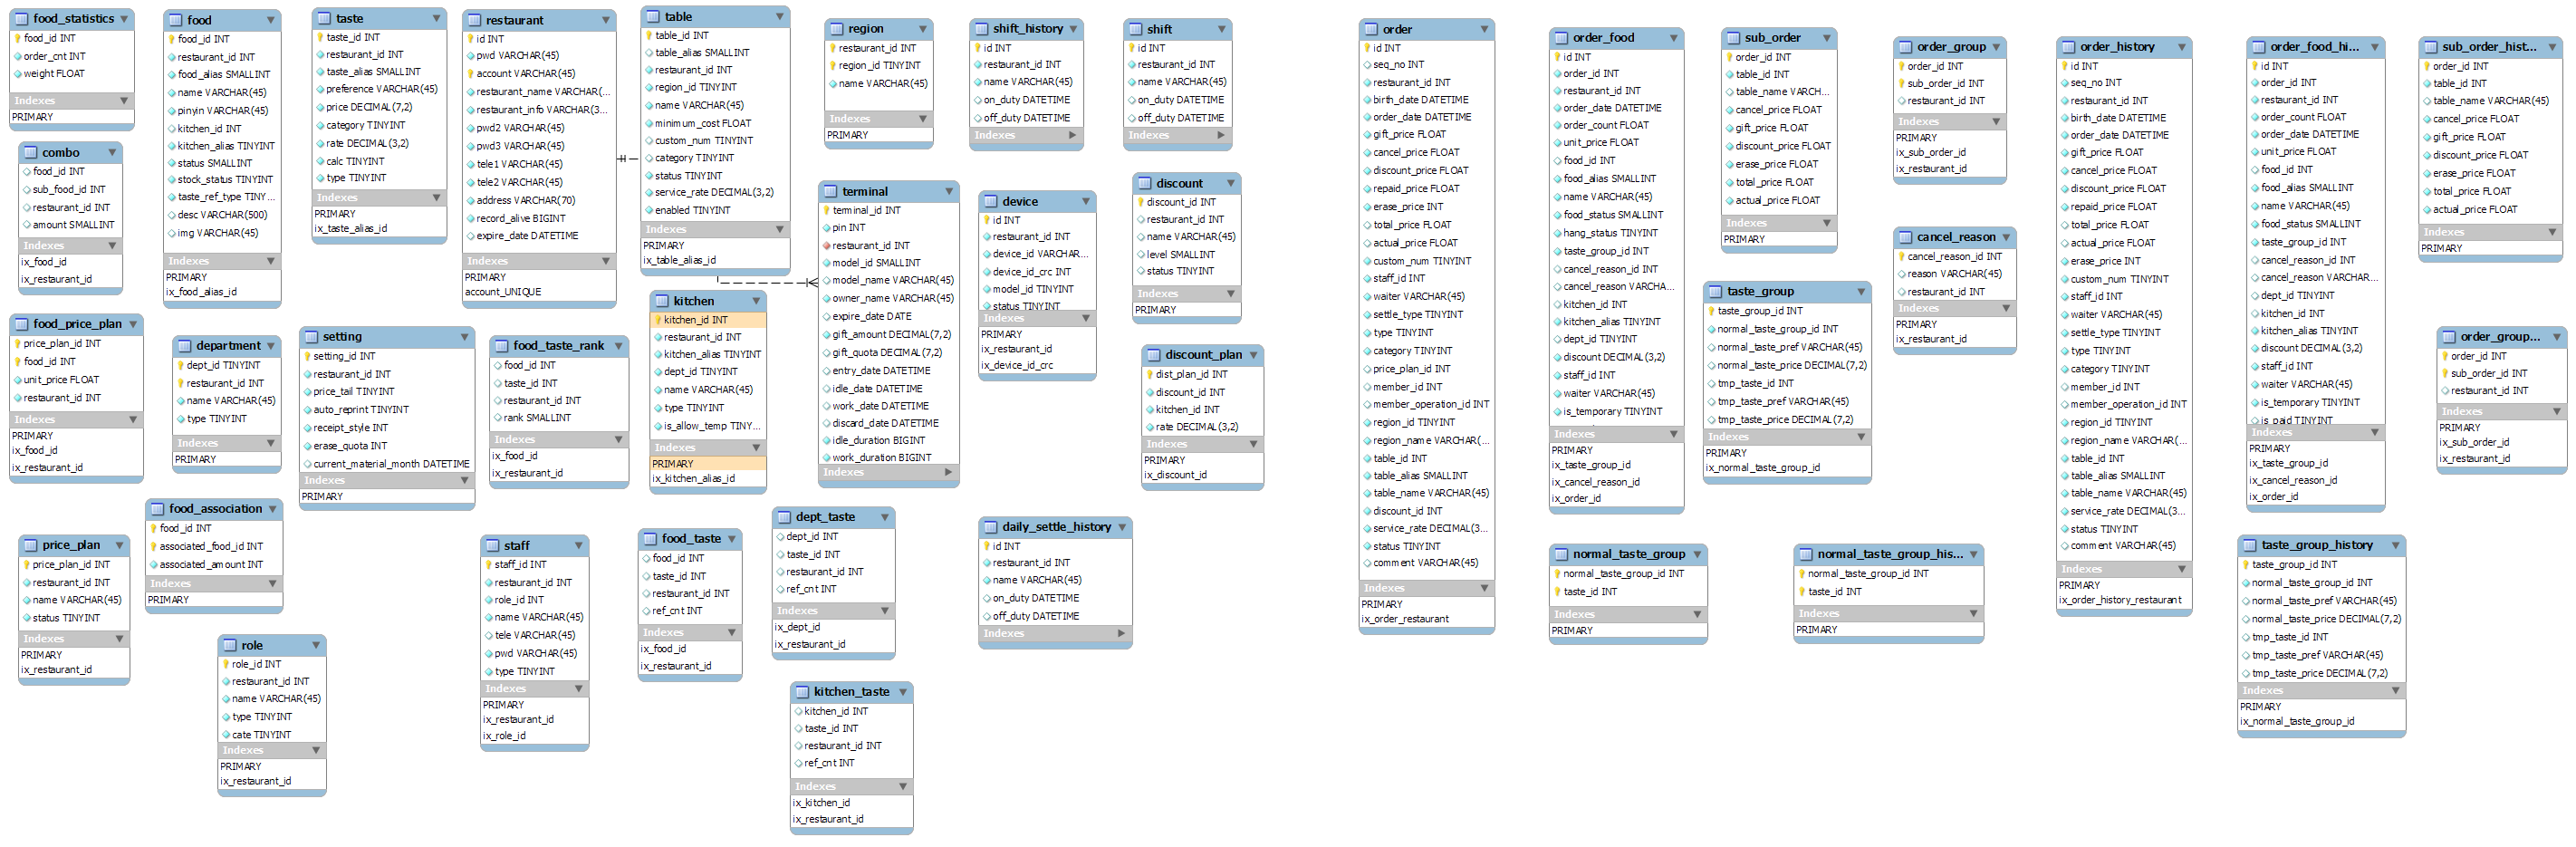 food_statistics
food_id INT
order_cnt INT
weight FLOAT
Indexes
PRIMARY
food
food_id INT
restaurant_id INT
food_alias SMALLINT
name VARCHAR(45)
pinyin VARCHAR(45)
kitchen_id INT
kitchen_alias TINYINT
status SMALLINT
stock_status TINYINT
taste_ref_type TINY...
desc VARCHAR(500)
img VARCHAR(45)
Indexes
PRIMARY
ix_food_alias_id
taste
taste_id INT
restaurant_id INT
taste_alias SMALLINT
preference VARCHAR(45)
price DECIMAL(7,2)
category TINYINT
rate DECIMAL(3,2)
calc TINYINT
type TINYINT
Indexes
PRIMARY
ix_taste_alias_id
restaurant
id INT
pwd VARCHAR(45)
account VARCHAR(45)
restaurant_name VARCHAR(...
restaurant_info VARCHAR(3...
pwd2 VARCHAR(45)
pwd3 VARCHAR(45)
tele1 VARCHAR(45)
tele2 VARCHAR(45)
address VARCHAR(70)
record_alive BIGINT
expire_date DATETIME
Indexes
PRIMARY
account_UNIQUE
table
table_id INT
table_alias SMALLINT
restaurant_id INT
region_id TINYINT
name VARCHAR(45)
minimum_cost FLOAT
custom_num TINYINT
category TINYINT
status TINYINT
service_rate DECIMAL(3,2)
enabled TINYINT
Indexes
PRIMARY
ix_table_alias_id
region
restaurant_id INT
region_id TINYINT
name VARCHAR(45)
Indexes
PRIMARY
shift_history
id INT
restaurant_id INT
name VARCHAR(45)
on_duty DATETIME
off_duty DATETIME
Indexes
shift
id INT
restaurant_id INT
name VARCHAR(45)
on_duty DATETIME
off_duty DATETIME
Indexes
combo
food_id INT
sub_food_id INT
restaurant_id INT
amount SMALLINT
Indexes
ix_food_id
ix_restaurant_id
terminal
terminal_id INT
pin INT
restaurant_id INT
model_id SMALLINT
model_name VARCHAR(45)
owner_name VARCHAR(45)
expire_date DATE
gift_amount DECIMAL(7,2)
gift_quota DECIMAL(7,2)
entry_date DATETIME
idle_date DATETIME
work_date DATETIME
discard_date DATETIME
idle_duration BIGINT
work_duration BIGINT
Indexes
device
id INT
restaurant_id INT
device_id VARCHAR...
device_id_crc INT
model_id TINYINT
status TINYINT
Indexes
PRIMARY
ix_restaurant_id
ix_device_id_crc
discount
discount_id INT
restaurant_id INT
name VARCHAR(45)
level SMALLINT
status TINYINT
Indexes
PRIMARY
kitchen
kitchen_id INT
restaurant_id INT
kitchen_alias TINYINT
dept_id TINYINT
name VARCHAR(45)
type TINYINT
is_allow_temp TINY...
Indexes
PRIMARY
ix_kitchen_alias_id
food_price_plan
price_plan_id INT
food_id INT
unit_price FLOAT
restaurant_id INT
Indexes
PRIMARY
ix_food_id
ix_restaurant_id
department
dept_id TINYINT
restaurant_id INT
name VARCHAR(45)
type TINYINT
Indexes
PRIMARY
setting
setting_id INT
restaurant_id INT
price_tail TINYINT
auto_reprint TINYINT
receipt_style INT
erase_quota INT
current_material_month DATETIME
Indexes
PRIMARY
food_taste_rank
food_id INT
taste_id INT
restaurant_id INT
rank SMALLINT
Indexes
ix_food_id
ix_restaurant_id
discount_plan
dist_plan_id INT
discount_id INT
kitchen_id INT
rate DECIMAL(3,2)
Indexes
PRIMARY
ix_discount_id
food_association
food_id INT
associated_food_id INT
associated_amount INT
Indexes
PRIMARY
price_plan
price_plan_id INT
restaurant_id INT
name VARCHAR(45)
status TINYINT
Indexes
PRIMARY
ix_restaurant_id
role
role_id INT
restaurant_id INT
name VARCHAR(45)
type TINYINT
cate TINYINT
Indexes
PRIMARY
ix_restaurant_id
staff
staff_id INT
restaurant_id INT
role_id INT
name VARCHAR(45)
tele VARCHAR(45)
pwd VARCHAR(45)
type TINYINT
Indexes
PRIMARY
ix_restaurant_id
ix_role_id
food_taste
food_id INT
taste_id INT
restaurant_id INT
ref_cnt INT
Indexes
ix_food_id
ix_restaurant_id
dept_taste
dept_id INT
taste_id INT
restaurant_id INT
ref_cnt INT
Indexes
ix_dept_id
ix_restaurant_id
daily_settle_history
id INT
restaurant_id INT
name VARCHAR(45)
on_duty DATETIME
off_duty DATETIME
Indexes
kitchen_taste
kitchen_id INT
taste_id INT
restaurant_id INT
ref_cnt INT
Indexes
ix_kitchen_id
ix_restaurant_id
order
id INT
seq_no INT
restaurant_id INT
birth_date DATETIME
order_date DATETIME
gift_price FLOAT
cancel_price FLOAT
discount_price FLOAT
repaid_price FLOAT
erase_price INT
total_price FLOAT
actual_price FLOAT
custom_num TINYINT
staff_id INT
waiter VARCHAR(45)
settle_type TINYINT
type TINYINT
category TINYINT
price_plan_id INT
member_id INT
member_operation_id INT
region_id TINYINT
region_name VARCHAR(...
table_id INT
table_alias SMALLINT
table_name VARCHAR(45)
discount_id INT
service_rate DECIMAL(3...
status TINYINT
comment VARCHAR(45)
Indexes
PRIMARY
ix_order_restaurant
order_food
id INT
order_id INT
restaurant_id INT
order_date DATETIME
order_count FLOAT
unit_price FLOAT
food_id INT
food_alias SMALLINT
name VARCHAR(45)
food_status SMALLINT
hang_status TINYINT
taste_group_id INT
cancel_reason_id INT
cancel_reason VARCHA...
kitchen_id INT
kitchen_alias TINYINT
dept_id TINYINT
discount DECIMAL(3,2)
staff_id INT
waiter VARCHAR(45)
is_temporary TINYINT
Indexes
PRIMARY
ix_taste_group_id
ix_cancel_reason_id
ix_order_id
sub_order
order_id INT
table_id INT
table_name VARCH...
cancel_price FLOAT
gift_price FLOAT
discount_price FLOAT
erase_price FLOAT
total_price FLOAT
actual_price FLOAT
Indexes
PRIMARY
order_group
order_id INT
sub_order_id INT
restaurant_id INT
Indexes
PRIMARY
ix_sub_order_id
ix_restaurant_id
cancel_reason
cancel_reason_id INT
reason VARCHAR(45)
restaurant_id INT
Indexes
PRIMARY
ix_restaurant_id
taste_group
taste_group_id INT
normal_taste_group_id INT
normal_taste_pref VARCHAR(45)
normal_taste_price DECIMAL(7,2)
tmp_taste_id INT
tmp_taste_pref VARCHAR(45)
tmp_taste_price DECIMAL(7,2)
Indexes
PRIMARY
ix_normal_taste_group_id
normal_taste_group
normal_taste_group_id INT
taste_id INT
Indexes
PRIMARY
normal_taste_group_his...
normal_taste_group_id INT
taste_id INT
Indexes
PRIMARY
order_history
id INT
seq_no INT
restaurant_id INT
birth_date DATETIME
order_date DATETIME
gift_price FLOAT
cancel_price FLOAT
discount_price FLOAT
repaid_price FLOAT
total_price FLOAT
actual_price FLOAT
erase_price INT
custom_num TINYINT
staff_id INT
waiter VARCHAR(45)
settle_type TINYINT
type TINYINT
category TINYINT
member_id INT
member_operation_id INT
region_id TINYINT
region_name VARCHAR(...
table_id INT
table_alias SMALLINT
table_name VARCHAR(45)
service_rate DECIMAL(3...
status TINYINT
comment VARCHAR(45)
Indexes
PRIMARY
ix_order_history_restaurant
order_food_hi...
id INT
order_id INT
restaurant_id INT
order_count FLOAT
order_date DATETIME
unit_price FLOAT
food_id INT
food_alias SMALLINT
name VARCHAR(45)
food_status SMALLINT
taste_group_id INT
cancel_reason_id INT
cancel_reason VARCHAR...
dept_id TINYINT
kitchen_id INT
kitchen_alias TINYINT
discount DECIMAL(3,2)
staff_id INT
waiter VARCHAR(45)
is_temporary TINYINT
is_paid TINYINT
Indexes
PRIMARY
ix_taste_group_id
ix_cancel_reason_id
ix_order_id
sub_order_hist...
order_id INT
table_id INT
table_name VARCHAR(45)
cancel_price FLOAT
gift_price FLOAT
discount_price FLOAT
erase_price FLOAT
total_price FLOAT
actual_price FLOAT
Indexes
PRIMARY
order_group...
order_id INT
sub_order_id INT
restaurant_id INT
Indexes
PRIMARY
ix_sub_order_id
ix_restaurant_id
taste_group_history
taste_group_id INT
normal_taste_group_id INT
normal_taste_pref VARCHAR(45)
normal_taste_price DECIMAL(7,2)
tmp_taste_id INT
tmp_taste_pref VARCHAR(45)
tmp_taste_price DECIMAL(7,2)
Indexes
PRIMARY
ix_normal_taste_group_id